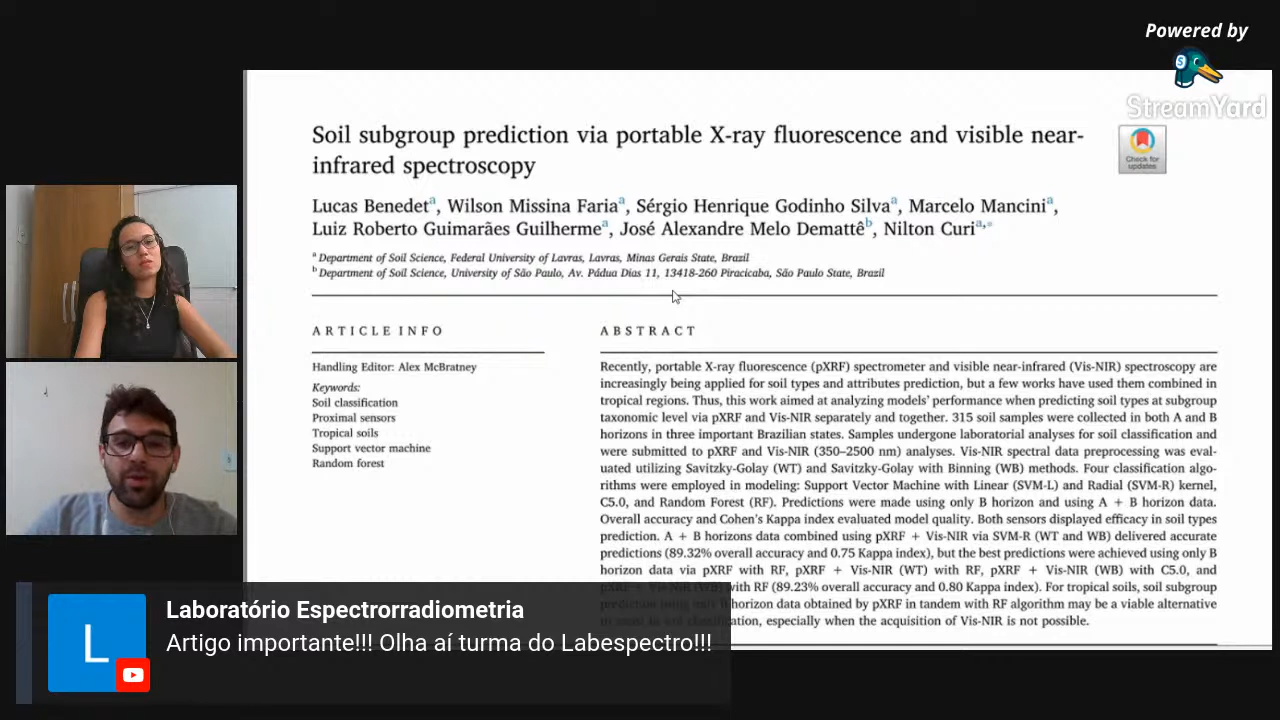 Powered by
StreamYard
Soil subgroup prediction via portable X-ray fluorescence and visible near-
infrared spectroscopy
Check for
updates
Lucas Benedetᵃ, Wilson Missina Fariaᵃ, Sérgio Henrique Godinho Silvaᵃ, Marcelo Manciniᵃ,
Luiz Roberto Guimarães Guilhermeᵃ, José Alexandre Melo Demattêᵇ, Nilton Curiᵃ,*
ᵃ Department of Soil Science, Federal University of Lavras, Lavras, Minas Gerais State, Brazil
ᵇ Department of Soil Science, University of São Paulo, Av. Pádua Dias 11, 13418-260 Piracicaba, São Paulo State, Brazil
ARTICLE INFO
Handling Editor: Alex McBratney
Keywords:
Soil classification
Proximal sensors
Tropical soils
Support vector machine
Random forest
ABSTRACT
Recently, portable X-ray fluorescence (pXRF) spectrometer and visible near-infrared (Vis-NIR) spectroscopy are
increasingly being applied for soil types and attributes prediction, but a few works have used them combined in
tropical regions. Thus, this work aimed at analyzing models' performance when predicting soil types at subgroup
taxonomic level via pXRF and Vis-NIR separately and together. 315 soil samples were collected in both A and B
horizons in three important Brazilian states. Samples undergone laboratorial analyses for soil classification and
were submitted to pXRF and Vis-NIR (350–2500 nm) analyses. Vis-NIR spectral data preprocessing was eval-
uated utilizing Savitzky-Golay (WT) and Savitzky-Golay with Binning (WB) methods. Four classification algo-
rithms were employed in modeling: Support Vector Machine with Linear (SVM-L) and Radial (SVM-R) kernel,
C5.0, and Random Forest (RF). Predictions were made using only B horizon and using A + B horizon data.
Overall accuracy and Cohen's Kappa index evaluated model quality. Both sensors displayed efficacy in soil types
prediction. A + B horizons data combined using pXRF + Vis-NIR via SVM-R (WT and WB) delivered accurate
predictions (89.32% overall accuracy and 0.75 Kappa index), but the best predictions were achieved using only B
horizon data via pXRF with RF, pXRF + Vis-NIR (WT) with RF, pXRF + Vis-NIR (WB) with C5.0, and
pXRF + Vis-NIR (WB) with RF (89.23% overall accuracy and 0.80 Kappa index). For tropical soils, soil subgroup
prediction using only B horizon data obtained by pXRF in tandem with RF algorithm may be a viable alternative
classification, especially when the acquisition of Vis-NIR is not possible.
L
Laboratório Espectrorradiometria
Artigo importante!!! Olha aí turma do Labespectro!!!